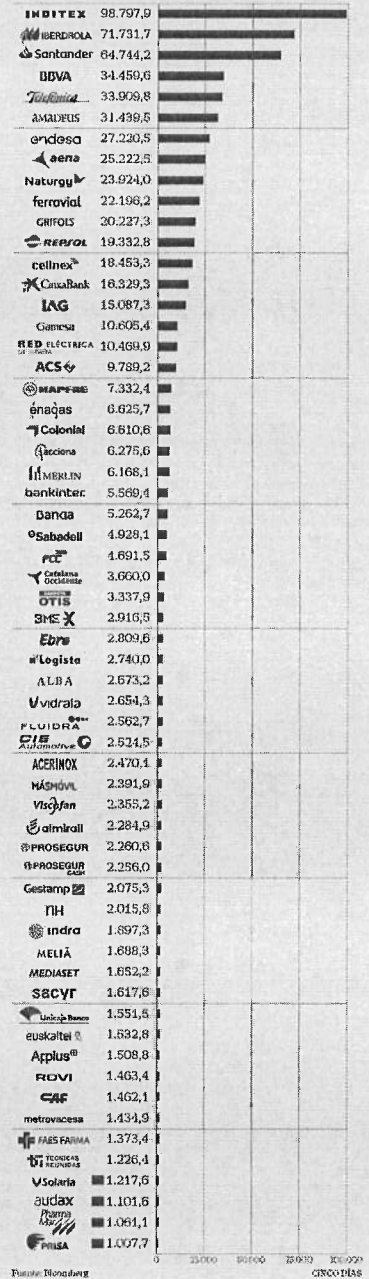 INDITEX 98.797,9
IBERDROLA 71.731,7
Santander 64.744,2
BBVA 34.459,6
Telefónica 33.909,8
AMADEUS 31.439,5
endesa 27.220,5
aena 25.222,5
Naturgy 23.924,0
ferrovial 22.196,2
GRIFOLS 20.227,3
REPSOL 19.332,8
cellnex 18.453,3
CaixaBank 16.329,3
IAG 15.087,3
Gamesa 10.605,4
RED ELÉCTRICA 10.469,9
ACS 9.789,2
MAPFRE 7.332,4
enagas 6.625,7
Colonial 6.610,6
acciona 6.275,6
MERLIN 6.168,1
bankinter. 5.569,4
Bankia 5.262,7
Sabadell 4.928,1
FCC 4.691,5
Catalana Occidente 3.660,0
OTIS 3.337,9
BME X 2.916,5
Ebro 2.809,6
Logista 2.740,0
ALBA 2.673,2
vidrala 2.654,3
FLUIDRA 2.562,7
CIE Automotive 2.524,5
ACERINOX 2.470,1
MÁSMÓVIL 2.391,9
Viscofan 2.355,2
almirall 2.284,9
PROSEGUR 2.260,6
PROSEGUR CASH 2.256,0
Gestamp 2.075,3
nH 2.015,8
indra 1.897,3
MELIÁ 1.688,3
MEDIASET 1.652,2
sacyr 1.617,6
Unicaja Banco 1.551,5
euskaltel 1.532,8
Applus 1.508,8
ROVI 1.463,4
CAF 1.462,1
metrovacesa 1.434,9
FAES FARMA 1.373,4
TECNICAS REUNIDAS 1.226,4
Solaria 1.217,6
audax 1.101,6
Pharma Mar 1.061,1
PRISA 1.007,7
0 25.000 50.000 75.000 100.000
Fuente: Bloomberg CINCO DÍAS